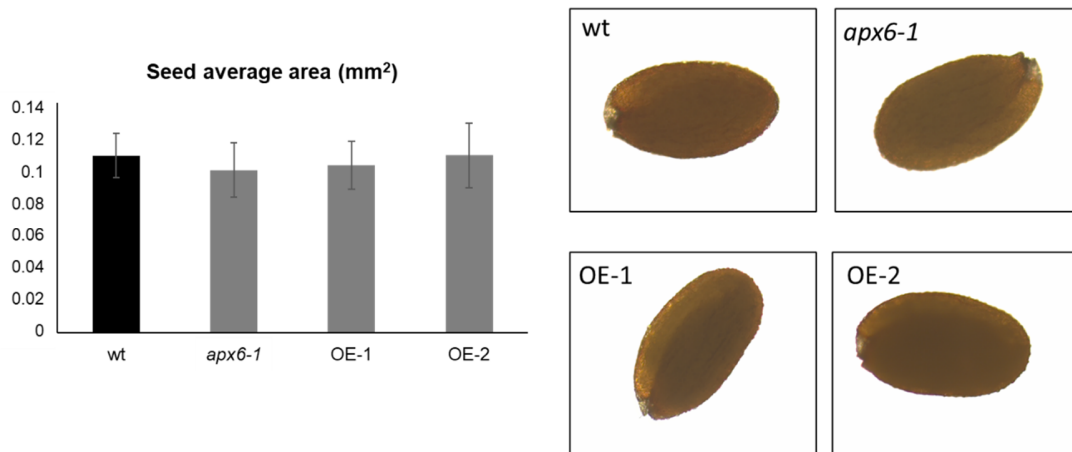 Seed average area (mm²)
0.14
0.12
0.1
0.08
0.06
0.04
0.02
0
wt
apx6-1
OE-1
OE-2
wt
apx6-1
OE-1
OE-2